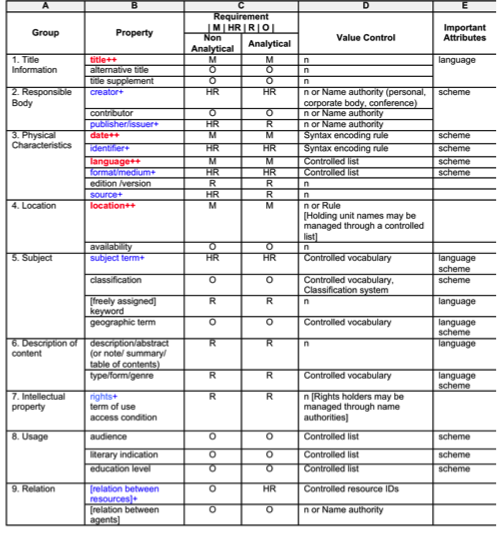 A B C D E
Group Property Requirement | M | HR | R | O | Value Control Important Attributes
Non Analytical Analytical
1. Title Information title++ M M n language
alternative title O O n
title supplement O O n
2. Responsible Body creator+ HR HR n or Name authority (personal, corporate body, conference) scheme
contributor O O n or Name authority
publisher/issuer+ HR R n or Name authority
3. Physical Characteristics date++ M M Syntax encoding rule scheme
identifier+ HR HR Syntax encoding rule scheme
language++ M M Controlled list scheme
format/medium+ HR HR Controlled list scheme
edition /version R R n
source+ HR R n
4. Location location++ M M n or Rule [Holding unit names may be managed through a controlled list]
availability O O n
5. Subject subject term+ HR HR Controlled vocabulary language scheme
classification O O Controlled vocabulary, Classification system scheme
[freely assigned] keyword R R n language
geographic term O O Controlled vocabulary language scheme
6. Description of content description/abstract (or note/ summary/ table of contents) R R n language
type/form/genre R R Controlled vocabulary language scheme
7. Intellectual property rights+ term of use access condition R R n [Rights holders may be managed through name authorities]
8. Usage audience O O Controlled list scheme
literary indication O O Controlled list scheme
education level O O Controlled list scheme
9. Relation [relation between resources]+ O HR Controlled resource IDs
[relation between agents] O O n or Name authority